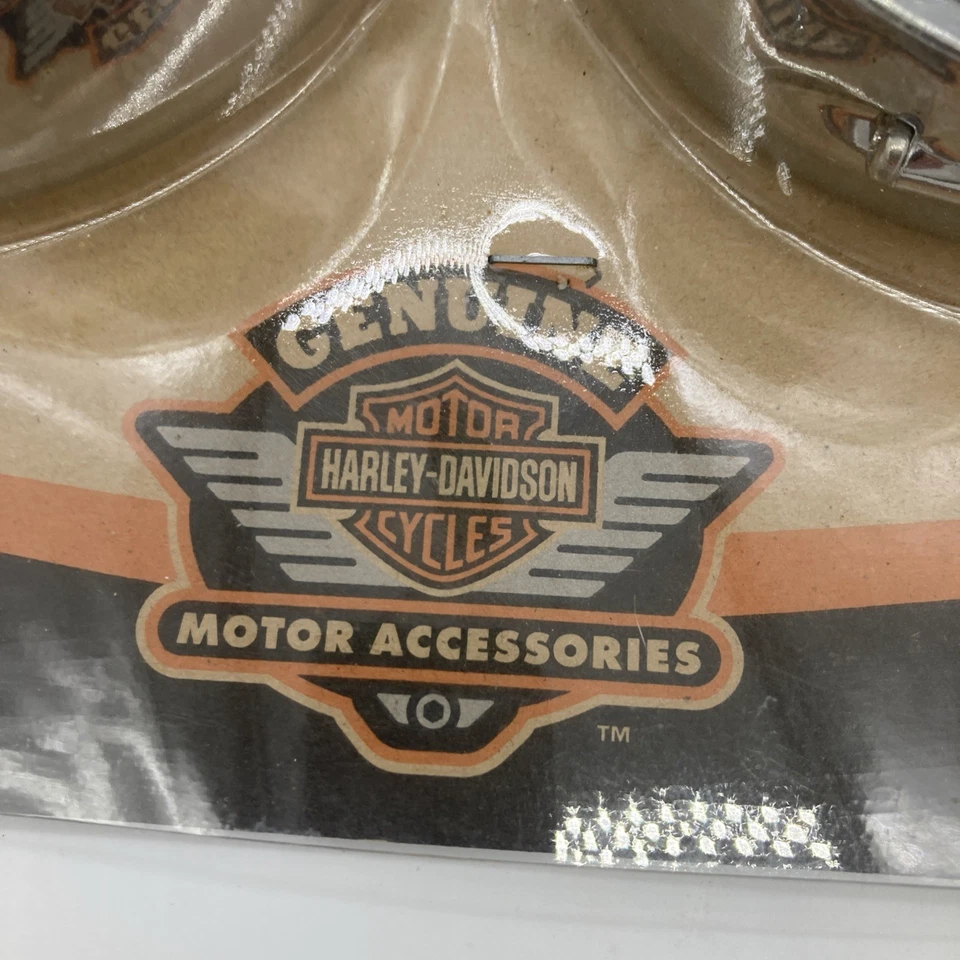 GENUINE
MOTOR
HARLEY-DAVIDSON
CYCLES
MOTOR ACCESSORIES
TM